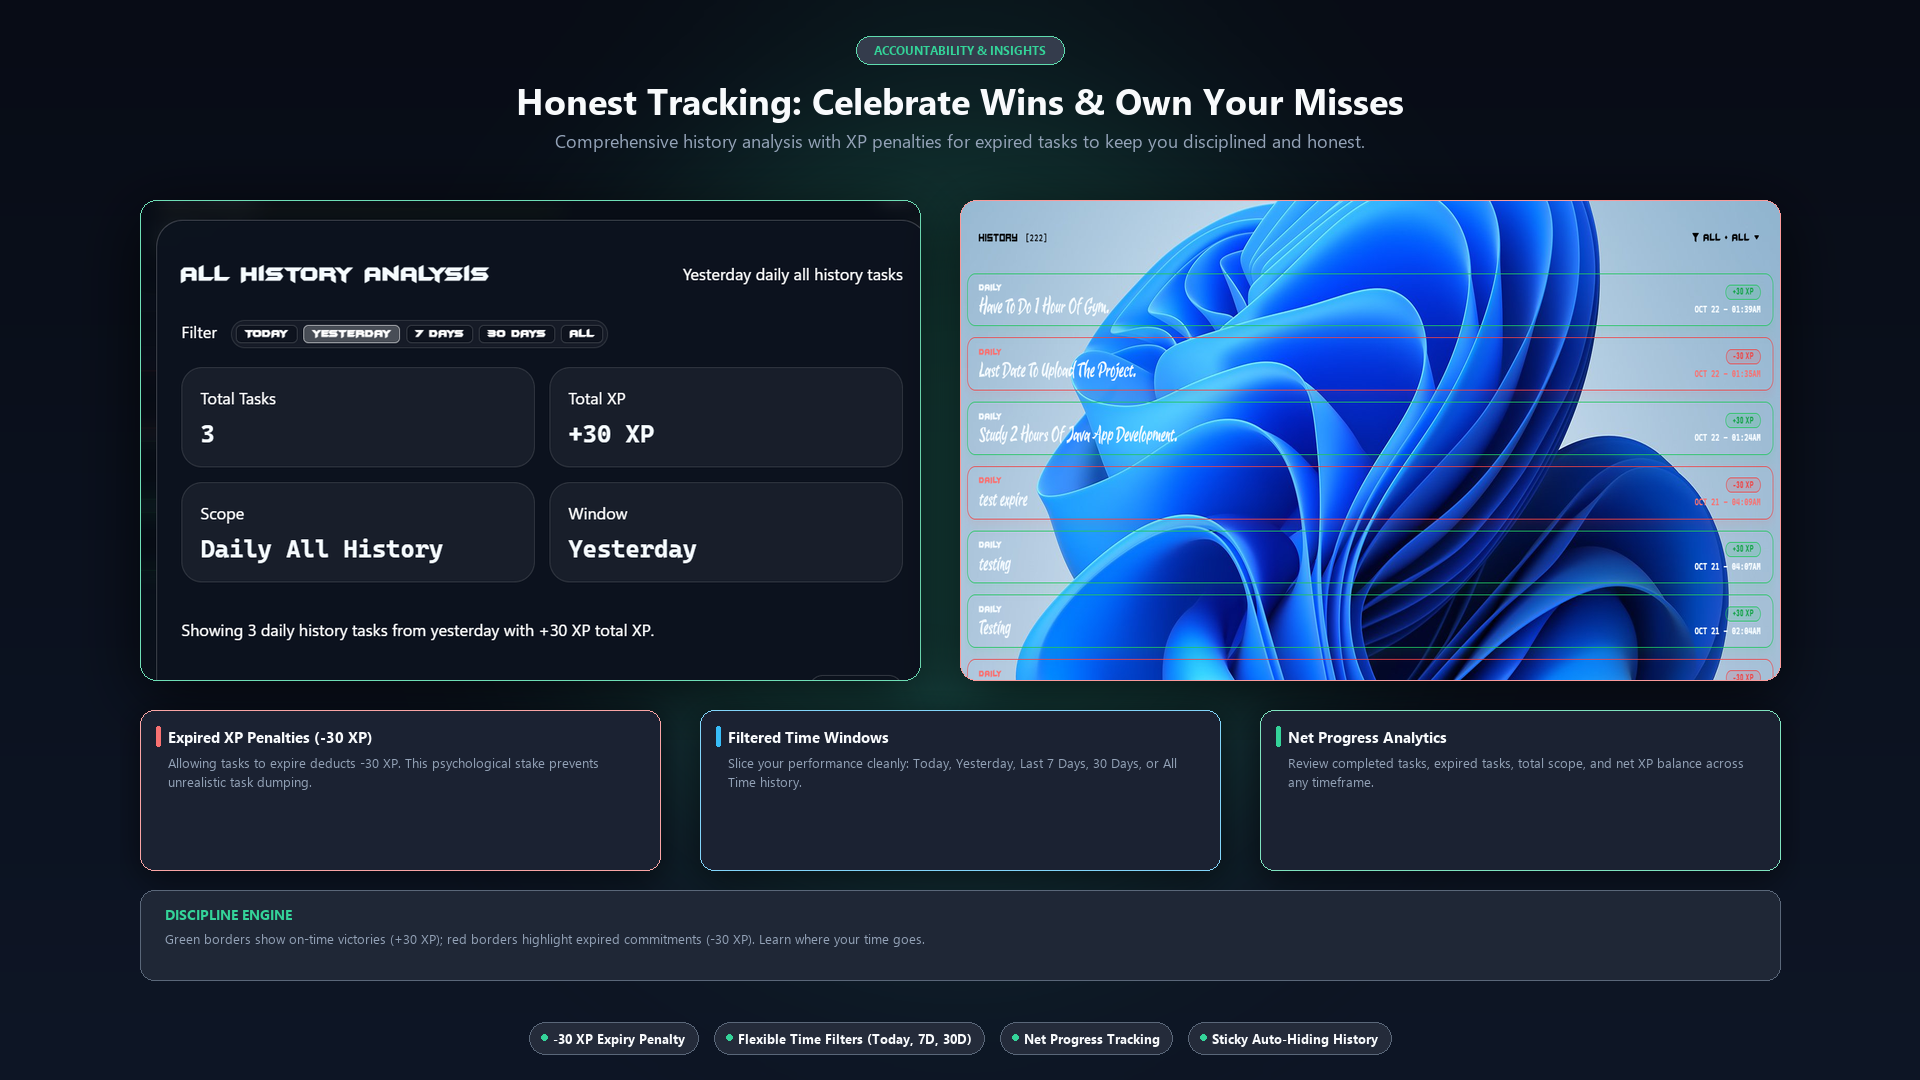 ACCOUNTABILITY & INSIGHTS
Honest Tracking: Celebrate Wins & Own Your Misses
Comprehensive history analysis with XP penalties for expired tasks to keep you disciplined and honest.
ALL HISTORY ANALYSIS
Yesterday daily all history tasks
Filter
TODAY
YESTERDAY
7 DAYS
30 DAYS
ALL
Total Tasks
3
Total XP
+30 XP
Scope
Daily All History
Window
Yesterday
Showing 3 daily history tasks from yesterday with +30 XP total XP.
HISTORY [222]
ALL • ALL ▾
DAILY
Have To Do 1 Hour Of Gym.
+30 XP
OCT 22 – 01:39AM
DAILY
Last Date To Upload The Project.
-30 XP
OCT 22 – 01:33AM
DAILY
Study 2 Hours Of Java App Development.
+30 XP
OCT 22 – 01:24AM
DAILY
test expire
-30 XP
OCT 21 – 04:09AM
DAILY
testing
+30 XP
OCT 21 – 04:07AM
DAILY
Testing
+30 XP
OCT 21 – 02:04AM
DAILY
-30 XP
Expired XP Penalties (-30 XP)
Allowing tasks to expire deducts -30 XP. This psychological stake prevents
unrealistic task dumping.
Filtered Time Windows
Slice your performance cleanly: Today, Yesterday, Last 7 Days, 30 Days, or All
Time history.
Net Progress Analytics
Review completed tasks, expired tasks, total scope, and net XP balance across
any timeframe.
DISCIPLINE ENGINE
Green borders show on-time victories (+30 XP); red borders highlight expired commitments (-30 XP). Learn where your time goes.
-30 XP Expiry Penalty
Flexible Time Filters (Today, 7D, 30D)
Net Progress Tracking
Sticky Auto-Hiding History